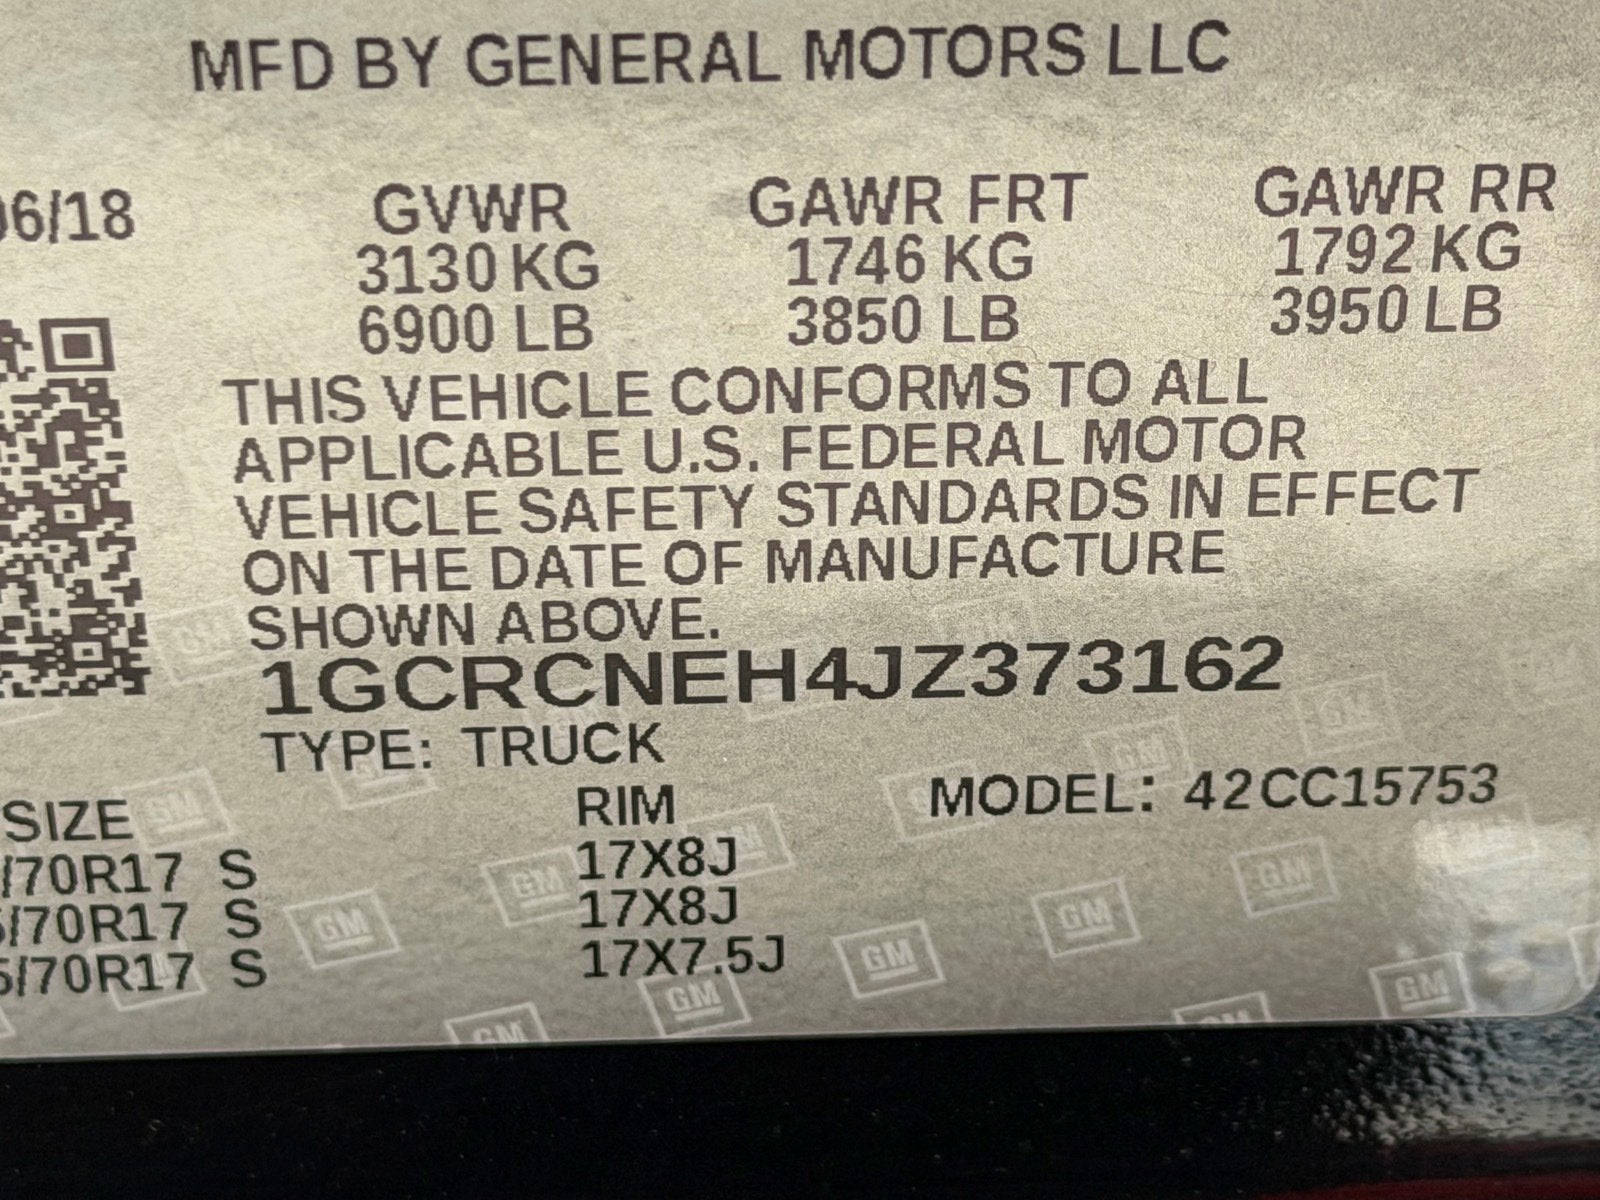 MFD BY GENERAL MOTORS LLC
06/18 GVWR GAWR FRT GAWR RR
3130 KG 1746 KG 1792 KG
6900 LB 3850 LB 3950 LB
THIS VEHICLE CONFORMS TO ALL
APPLICABLE U.S. FEDERAL MOTOR
VEHICLE SAFETY STANDARDS IN EFFECT
ON THE DATE OF MANUFACTURE
SHOWN ABOVE.
1GCRCNEH4JZ373162
TYPE: TRUCK
SIZE RIM MODEL: 42CC15753
/70R17 S 17X8J
/70R17 S 17X8J
5/70R17 S 17X7.5J
GM